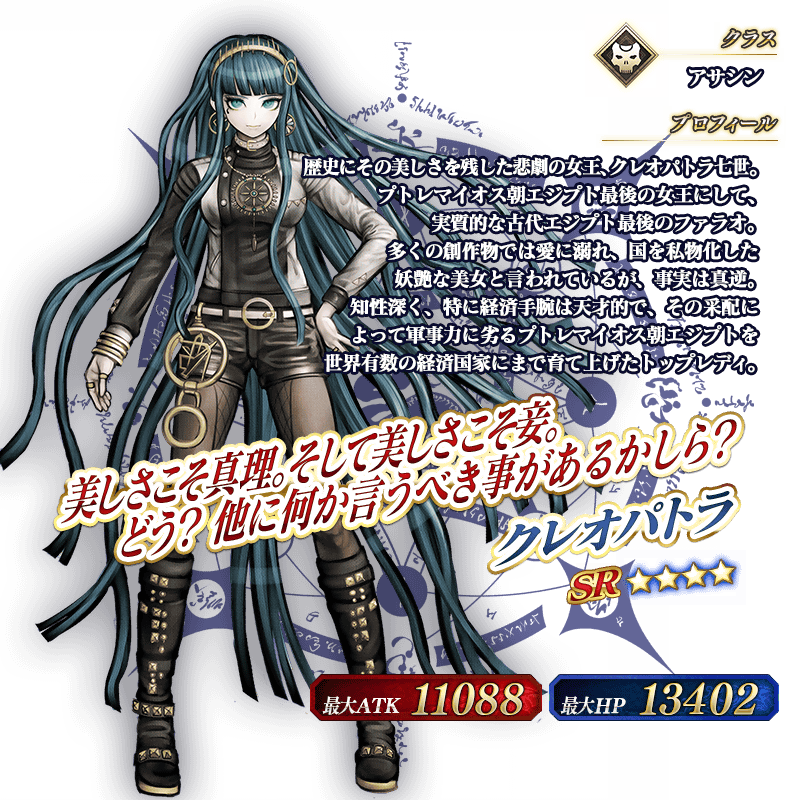 クラス
アサシン
プロフィール
歴史にその美しさを残した悲劇の女王、クレオパトラ七世。
プトレマイオス朝エジプト最後の女王にして、
実質的な古代エジプト最後のファラオ。
多くの創作物では愛に溺れ、国を私物化した
妖艶な美女と言われているが、事実は真逆。
知性深く、特に経済手腕は天才的で、その采配に
よって軍事力に劣るプトレマイオス朝エジプトを
世界有数の経済国家にまで育て上げたトップレディ。
美しさこそ真理。そして美しさこそ妾。
どう? 他に何か言うべき事があるかしら?
クレオパトラ
SR
最大ATK 11088
最大HP 13402